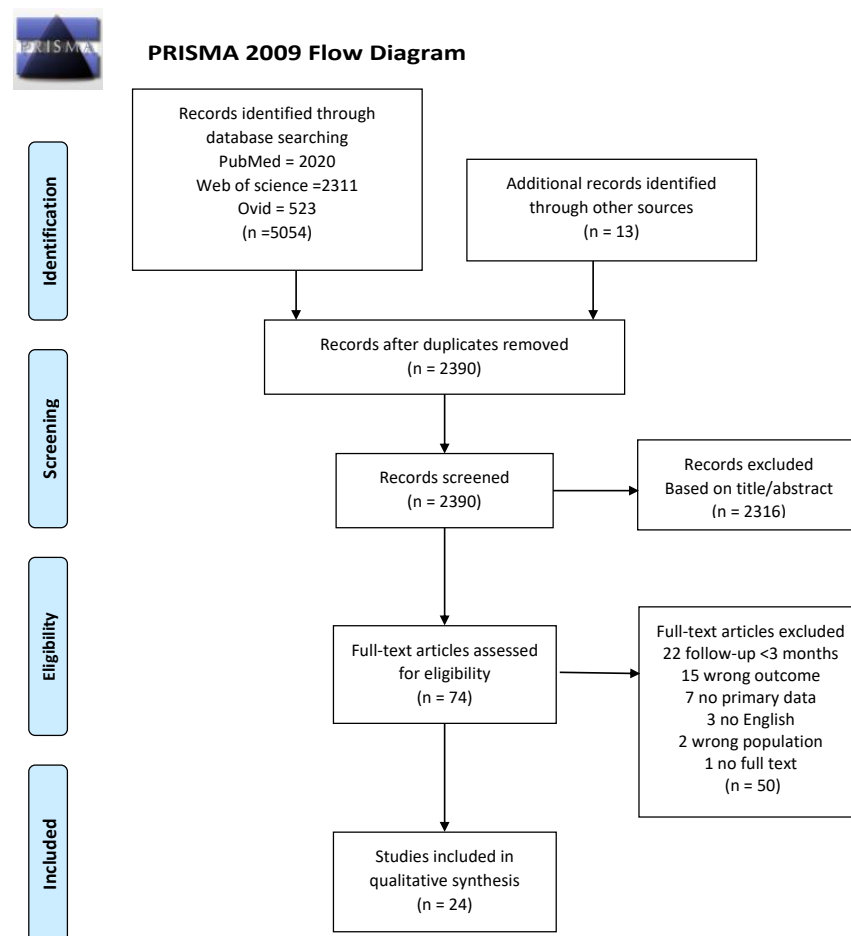 PRISMA
PRISMA 2009 Flow Diagram
Identification
Records identified through
database searching
PubMed = 2020
Web of science =2311
Ovid = 523
(n =5054)
Additional records identified
through other sources
(n = 13)
Records after duplicates removed
(n = 2390)
Screening
Records screened
(n = 2390)
Records excluded
Based on title/abstract
(n = 2316)
Eligibility
Full-text articles assessed
for eligibility
(n = 74)
Full-text articles excluded
22 follow-up <3 months
15 wrong outcome
7 no primary data
3 no English
2 wrong population
1 no full text
(n = 50)
Included
Studies included in
qualitative synthesis
(n = 24)